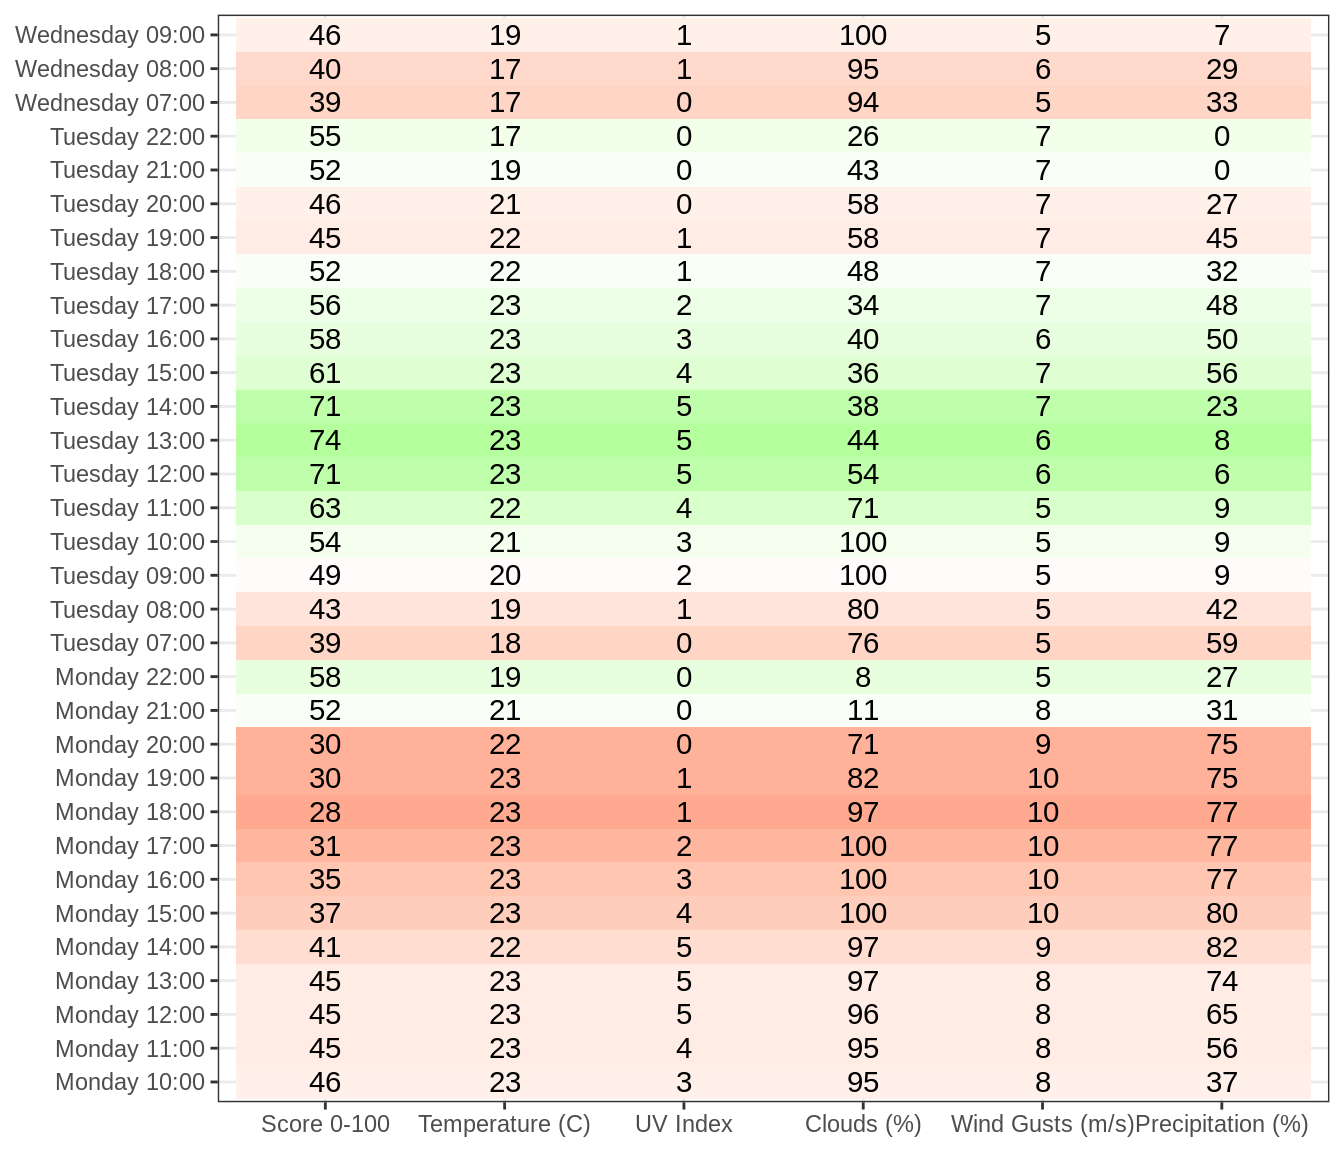 Wednesday 09:00 46 19 1 100 5 7
Wednesday 08:00 40 17 1 95 6 29
Wednesday 07:00 39 17 0 94 5 33
Tuesday 22:00 55 17 0 26 7 0
Tuesday 21:00 52 19 0 43 7 0
Tuesday 20:00 46 21 0 58 7 27
Tuesday 19:00 45 22 1 58 7 45
Tuesday 18:00 52 22 1 48 7 32
Tuesday 17:00 56 23 2 34 7 48
Tuesday 16:00 58 23 3 40 6 50
Tuesday 15:00 61 23 4 36 7 56
Tuesday 14:00 71 23 5 38 7 23
Tuesday 13:00 74 23 5 44 6 8
Tuesday 12:00 71 23 5 54 6 6
Tuesday 11:00 63 22 4 71 5 9
Tuesday 10:00 54 21 3 100 5 9
Tuesday 09:00 49 20 2 100 5 9
Tuesday 08:00 43 19 1 80 5 42
Tuesday 07:00 39 18 0 76 5 59
Monday 22:00 58 19 0 8 5 27
Monday 21:00 52 21 0 11 8 31
Monday 20:00 30 22 0 71 9 75
Monday 19:00 30 23 1 82 10 75
Monday 18:00 28 23 1 97 10 77
Monday 17:00 31 23 2 100 10 77
Monday 16:00 35 23 3 100 10 77
Monday 15:00 37 23 4 100 10 80
Monday 14:00 41 22 5 97 9 82
Monday 13:00 45 23 5 97 8 74
Monday 12:00 45 23 5 96 8 65
Monday 11:00 45 23 4 95 8 56
Monday 10:00 46 23 3 95 8 37
Score 0-100 Temperature (C) UV Index Clouds (%) Wind Gusts (m/s) Precipitation (%)